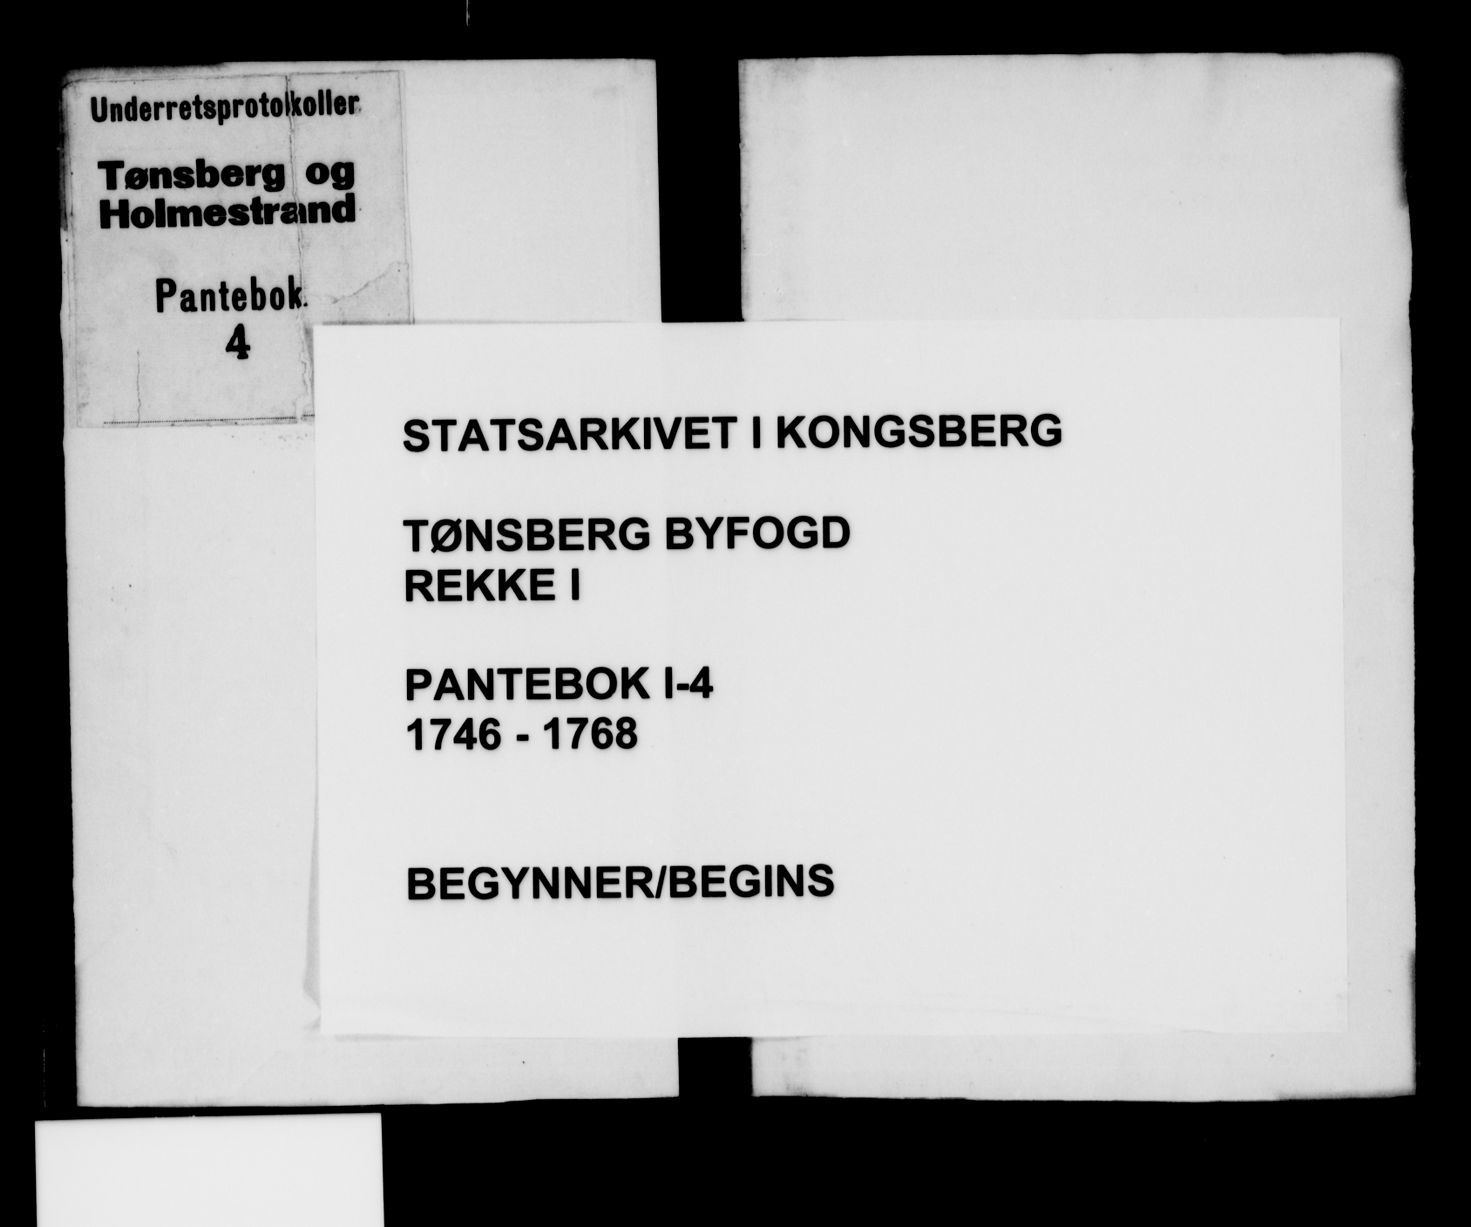 Underretsprotokoller
Tønsberg og
Holmestrand
Pantebok.
4
STATSARKIVET I KONGSBERG
TØNSBERG BYFOGD
REKKE I
PANTEBOK I-4
1746 - 1768
BEGYNNER/BEGINS